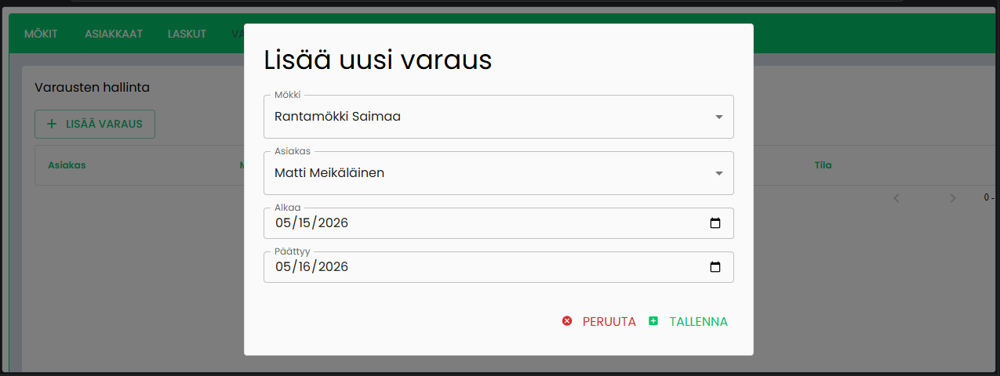 MÖKIT ASIAKKAAT LASKUT
Lisää uusi varaus
Varausten hallinta
Mökki
Rantamökki Saimaa
LISÄÄ VARAUS
Asiakas
Matti Meikäläinen
Asiakas Tila
0 -
Alkaa
05/15/2026
Päättyy
05/16/2026
PERUUTA TALLENNA